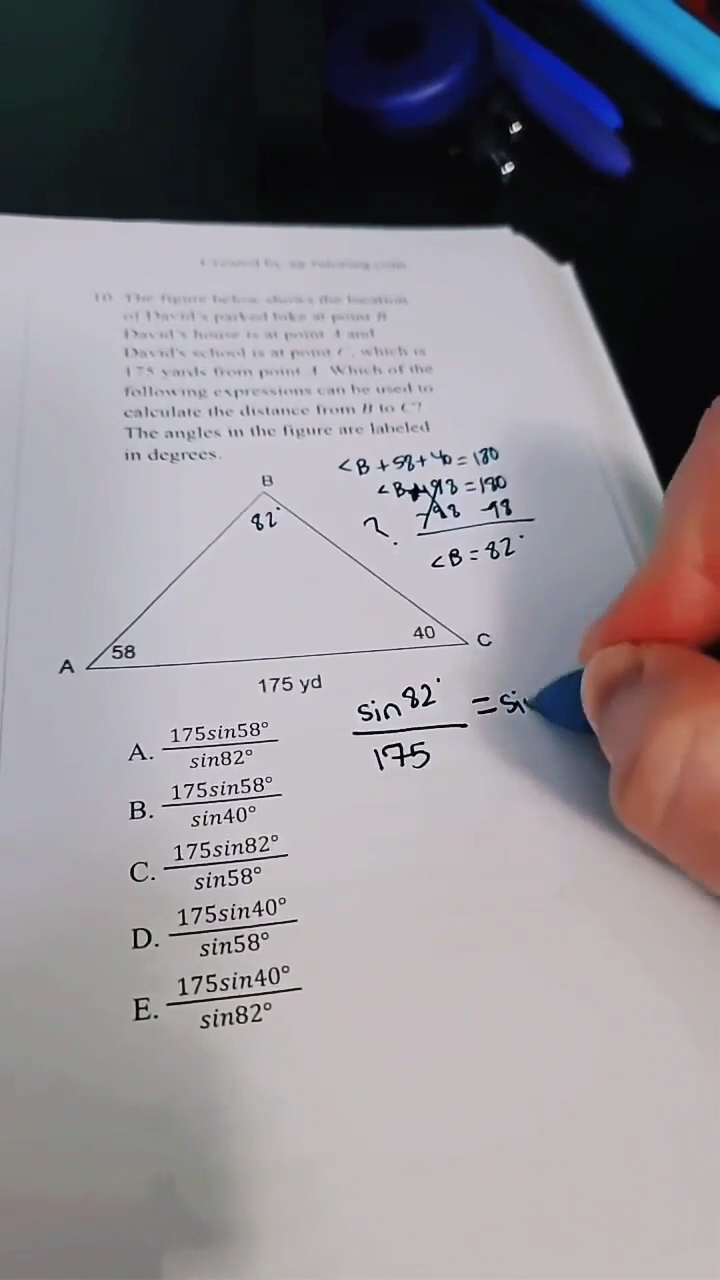 10. The figure below shows the location
of David's parked bike at point B.
David's house is at point A and
David's school is at point C, which is
175 yards from point A. Which of the
following expressions can be used to
calculate the distance from B to C?
The angles in the figure are labeled
in degrees.
<B + 58 + 40 = 180
<B + 98 = 180
-98 -98
<B = 82°
?
B
82°
A
58
40
C
175 yd
sin 82° = si
175
A. 175sin58°
sin82°
B. 175sin58°
sin40°
C. 175sin82°
sin58°
D. 175sin40°
sin58°
E. 175sin40°
sin82°